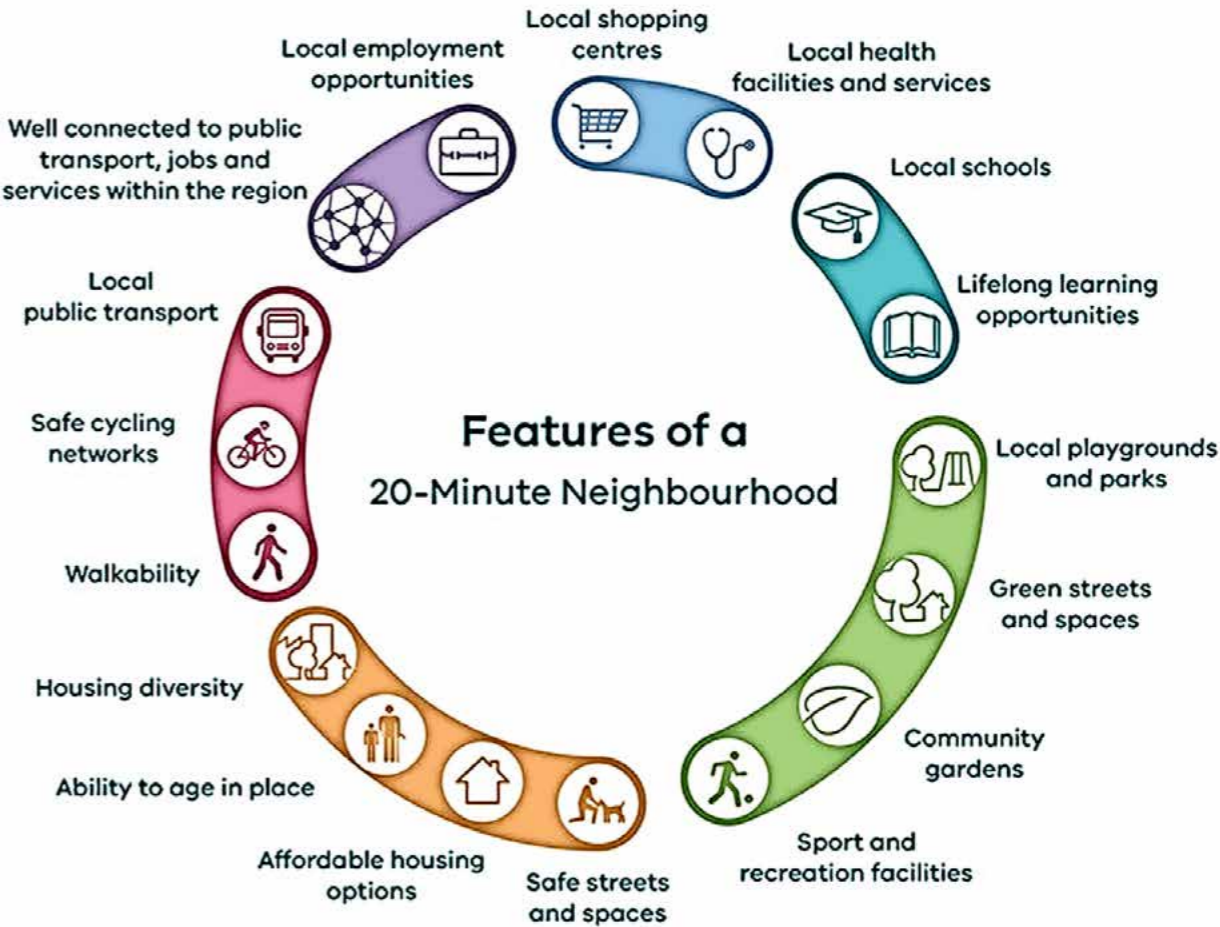 Features of a
20-Minute Neighbourhood
Local shopping
centres
Local health
facilities and services
Local schools
Lifelong learning
opportunities
Local playgrounds
and parks
Green streets
and spaces
Community
gardens
Sport and
recreation facilities
Safe streets
and spaces
Affordable housing
options
Ability to age in place
Housing diversity
Walkability
Safe cycling
networks
Local
public transport
Well connected to public
transport, jobs and
services within the region
Local employment
opportunities